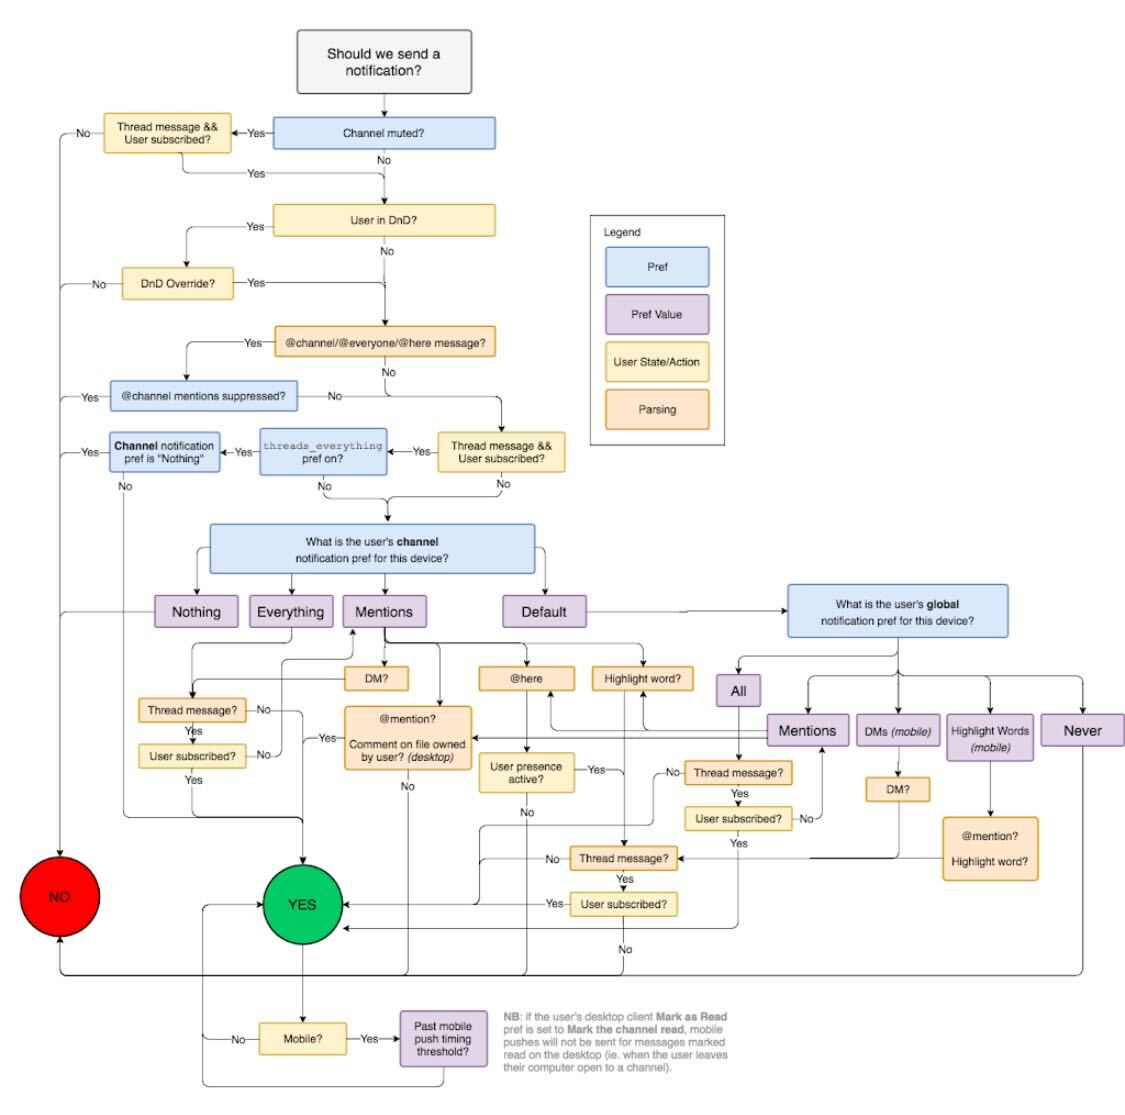 Should we send a
notification?
Thread message &&
User subscribed?
No
Yes
Channel muted?
No
Yes
User in DnD?
Yes
No
DnD Override?
No
Yes
@channel/@everyone/@here message?
Yes
No
@channel mentions suppressed?
Yes
No
Channel notification
pref is "Nothing"
Yes
threads_everything
pref on?
Yes
Thread message &&
User subscribed?
Yes
No
No
No
Legend
Pref
Pref Value
User State/Action
Parsing
What is the user's channel
notification pref for this device?
Nothing
Everything
Mentions
Default
What is the user's global
notification pref for this device?
DM?
@here
Highlight word?
All
Thread message?
No
Yes
User subscribed?
No
Yes
@mention?
Comment on file owned
by user? (desktop)
Yes
No
User presence
active?
Yes
No
Mentions
DMs (mobile)
Highlight Words
(mobile)
Never
Thread message?
No
Yes
User subscribed?
No
Yes
DM?
@mention?
Highlight word?
Thread message?
No
Yes
User subscribed?
Yes
No
NO
YES
Mobile?
No
Yes
Past mobile
push timing
threshold?
NB: if the user's desktop client Mark as Read
pref is set to Mark the channel read, mobile
pushes will not be sent for messages marked
read on the desktop (ie. when the user leaves
their computer open to a channel).